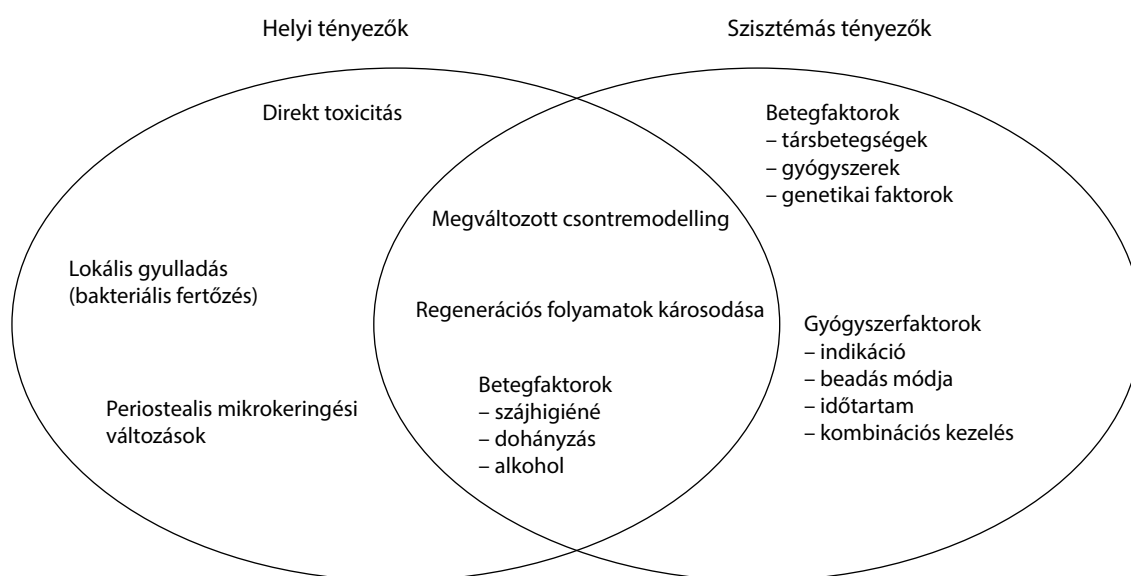 Helyi tényezők
Szisztémás tényezők
Direkt toxicitás
Lokális gyulladás
(bakteriális fertőzés)
Periostealis mikrokeringési
változások
Megváltozott csontremodelling
Regenerációs folyamatok károsodása
Betegfaktorok
– szájhigiéné
– dohányzás
– alkohol
Betegfaktorok
– társbetegségek
– gyógyszerek
– genetikai faktorok
Gyógyszerfaktorok
– indikáció
– beadás módja
– időtartam
– kombinációs kezelés